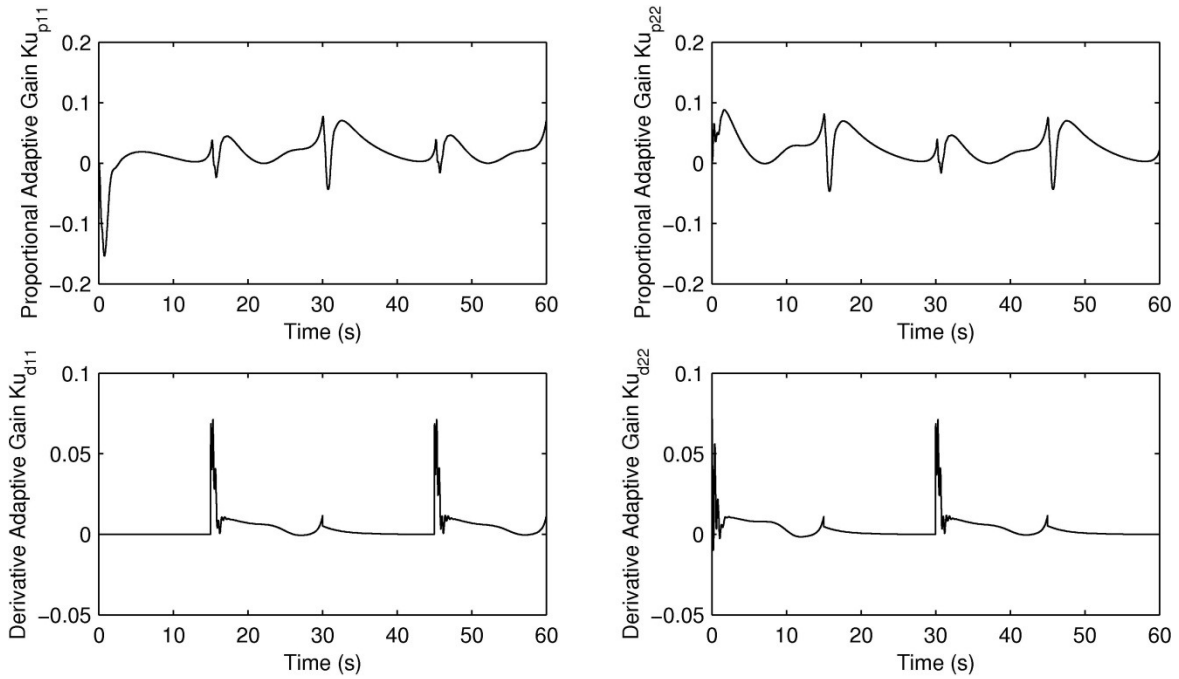 Proportional Adaptive Gain Ku_p11
0.2
0.1
0
−0.1
−0.2
0 10 20 30 40 50 60
Time (s)
Proportional Adaptive Gain Ku_p22
0.2
0.1
0
−0.1
−0.2
0 10 20 30 40 50 60
Time (s)
Derivative Adaptive Gain Ku_d11
0.1
0.05
0
−0.05
0 10 20 30 40 50 60
Time (s)
Derivative Adaptive Gain Ku_d22
0.1
0.05
0
−0.05
0 10 20 30 40 50 60
Time (s)